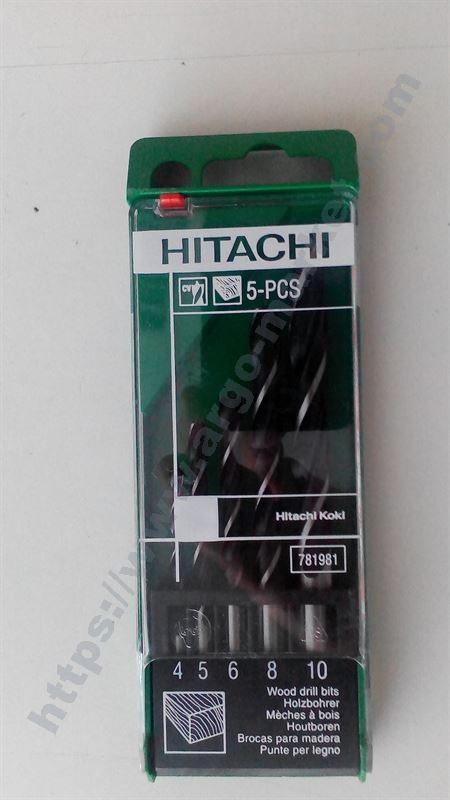 HITACHI
CV
5-PCS
Hitachi Koki
781981
4 5 6 8 10
Wood drill bits
Holzbohrer
Mèches à bois
Houtboren
Brocas para madera
Punte per legno